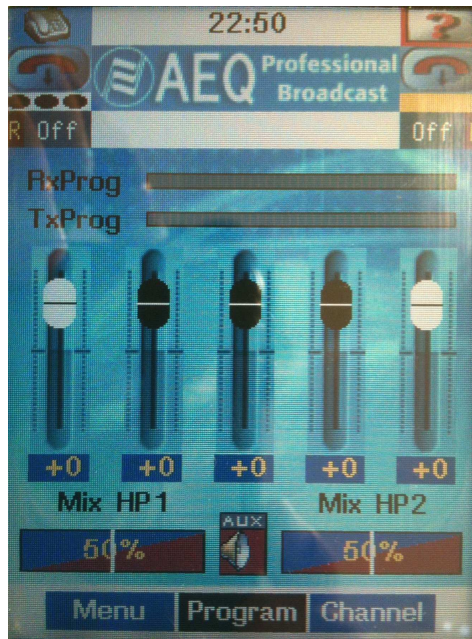 22:50
?
AEQ Professional Broadcast
R Off
Off
RxProg
TxProg
+0 +0 +0 +0 +0
Mix HP1 Mix HP2
AUX
50% 50%
Menu Program Channel